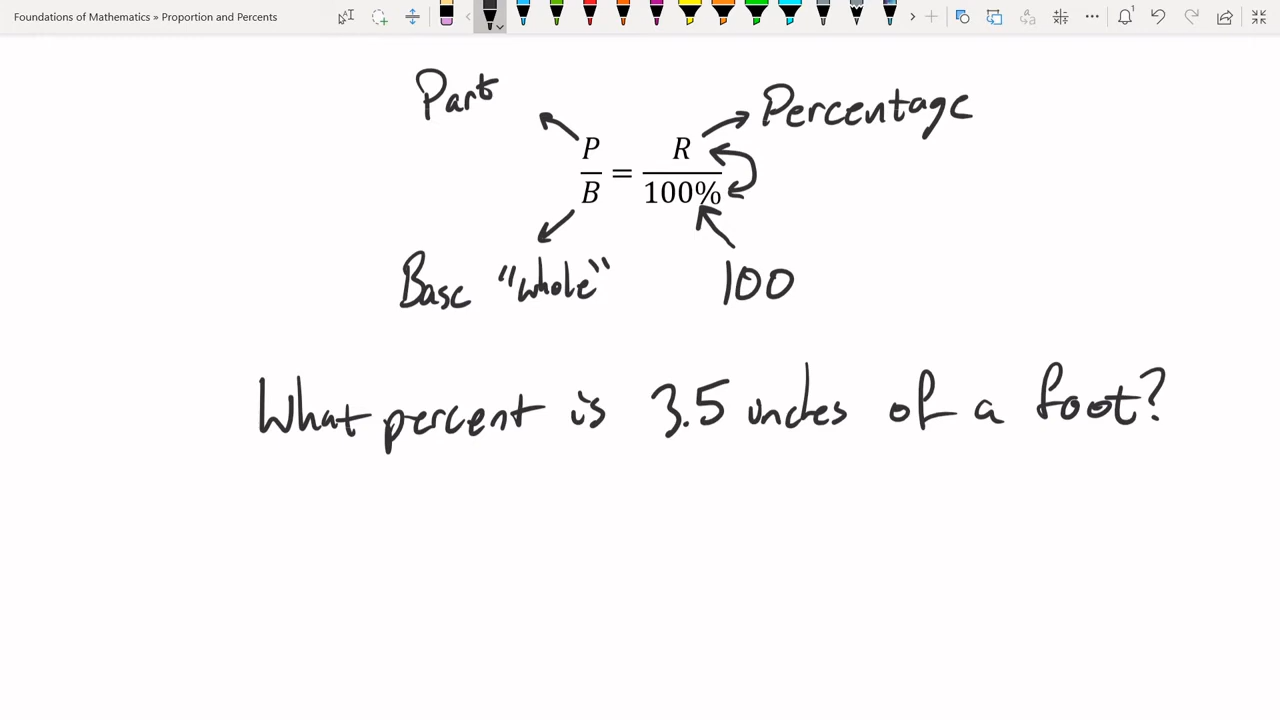 Foundations of Mathematics » Proportion and Percents
Part
Percentage
P/B = R/100%
Base "whole"
100
What percent is 3.5 inches of a foot?